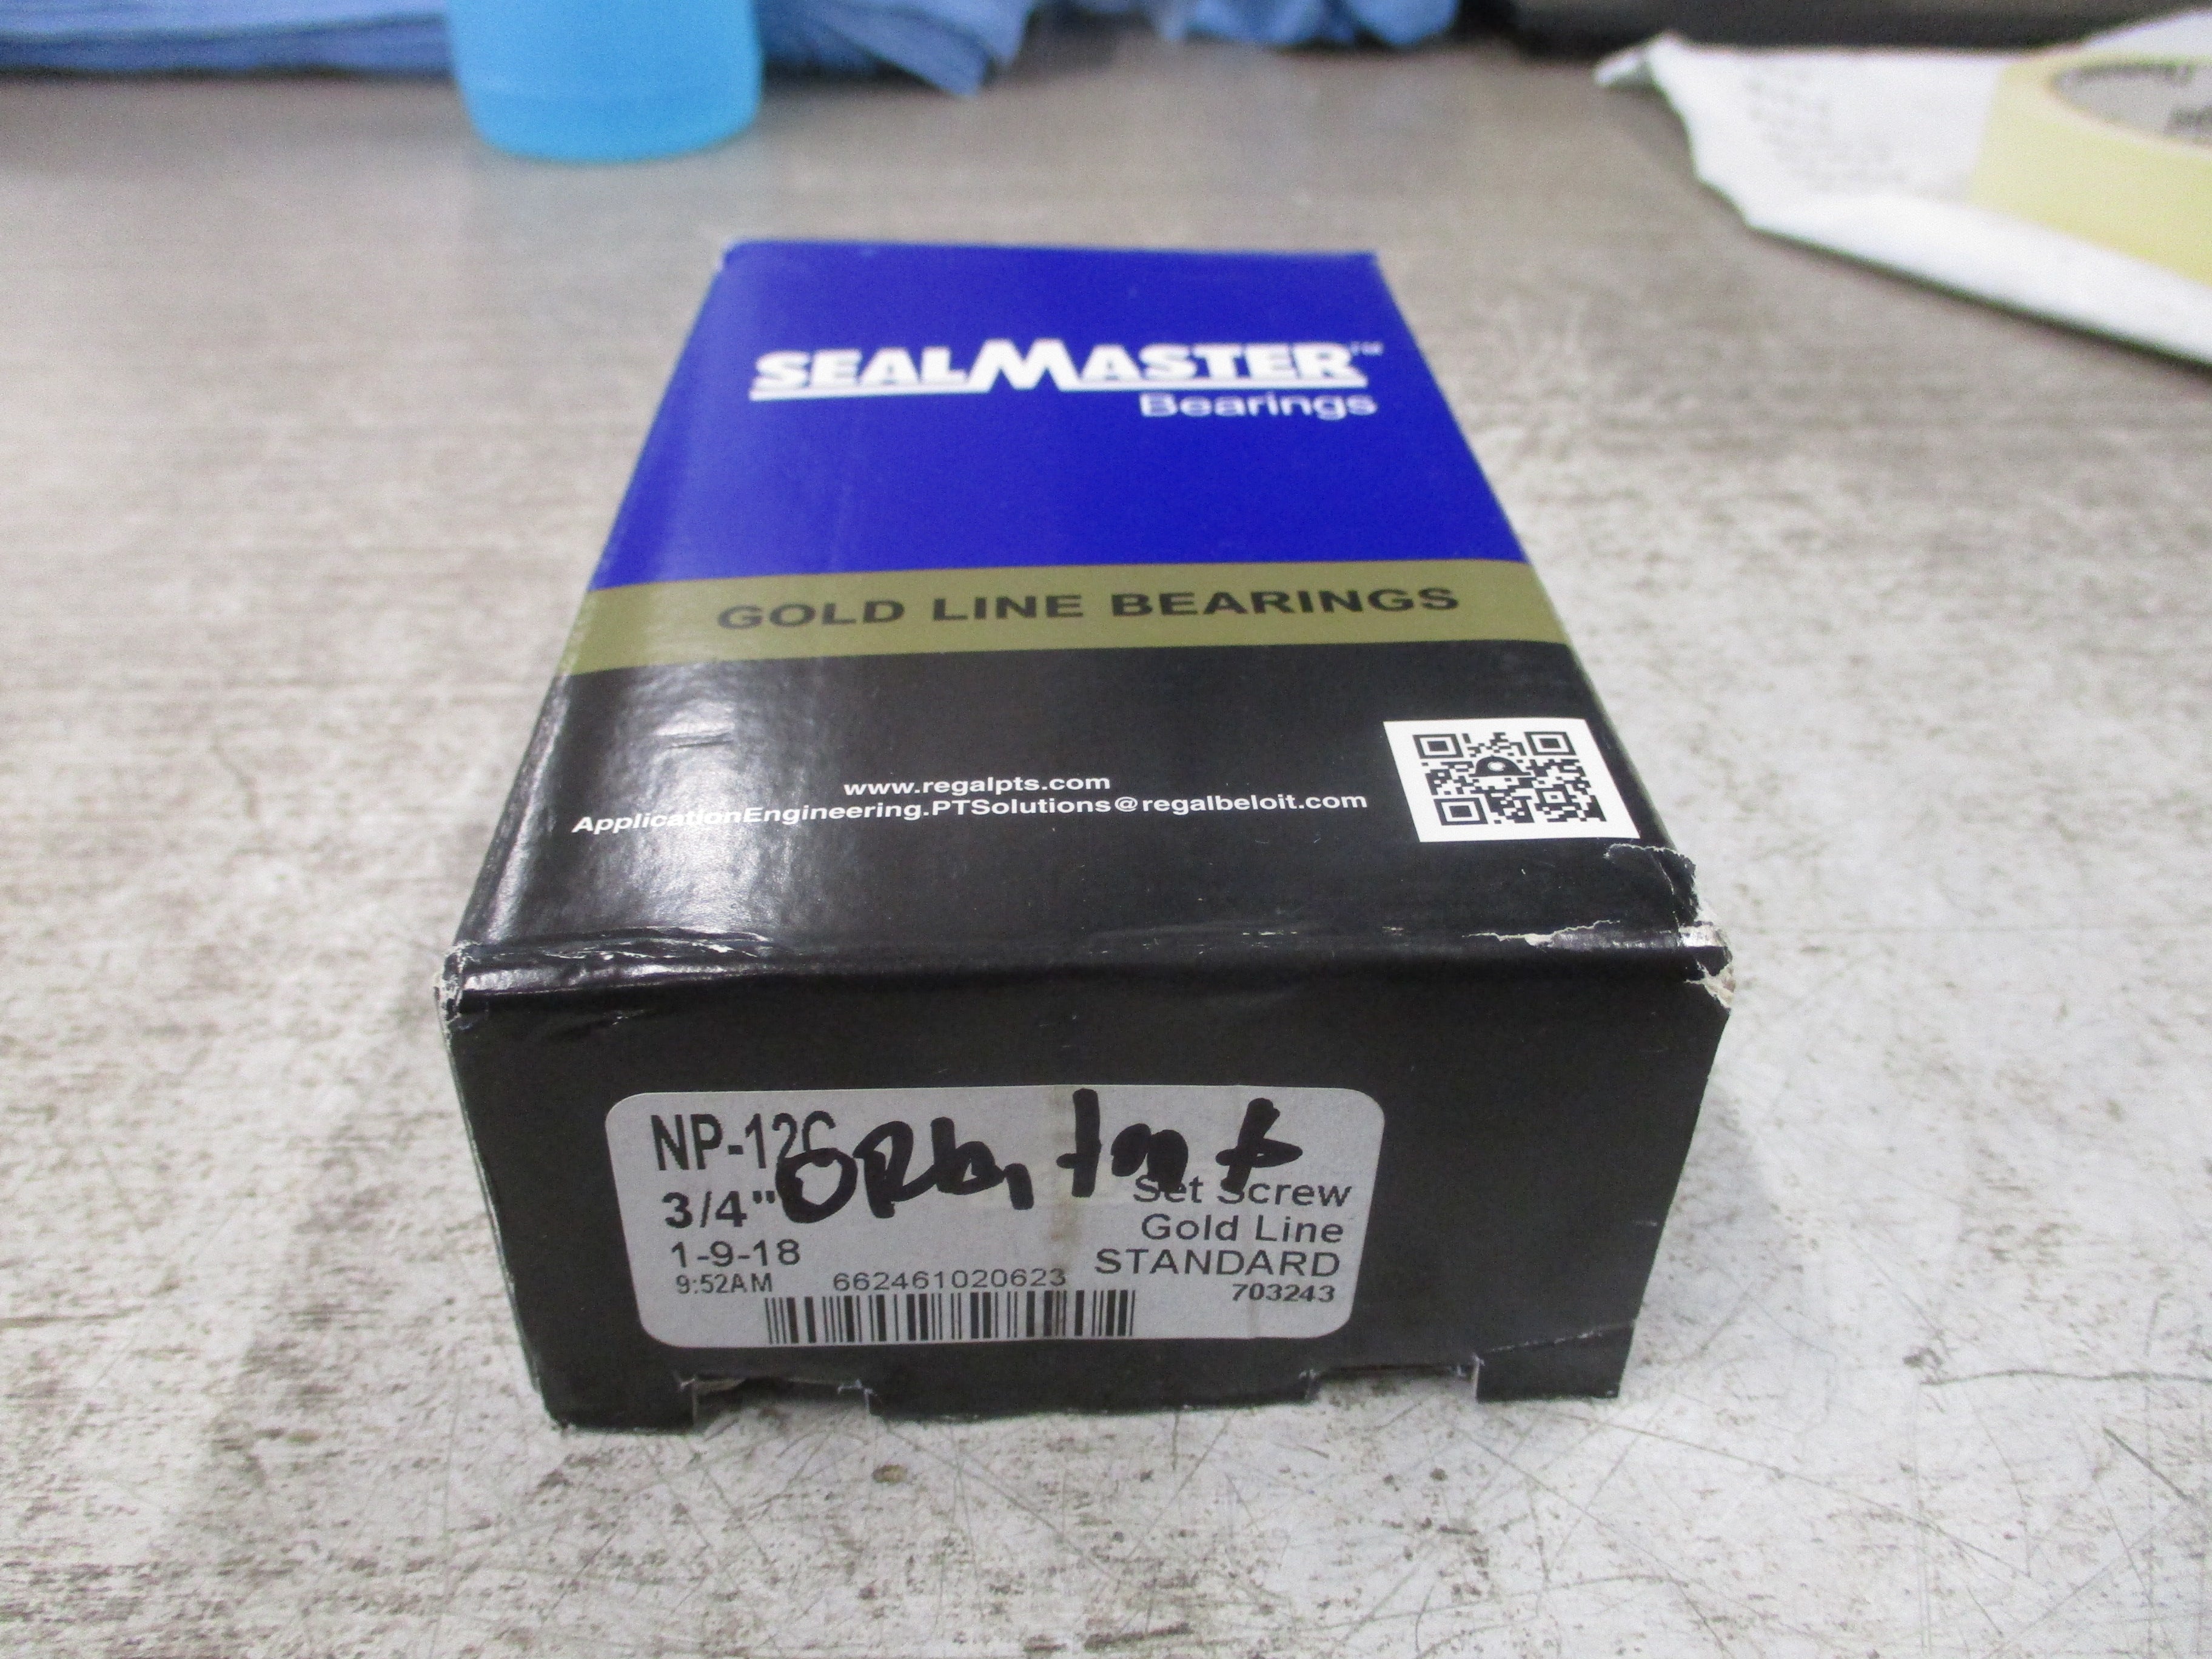 SEALMASTER™
Bearings
GOLD LINE BEARINGS
www.regalpts.com
ApplicationEngineering.PTSolutions@regalbeloit.com
NP-12C
3/4"
Set Screw
Gold Line
1-9-18
STANDARD
9:52AM
662461020623
703243